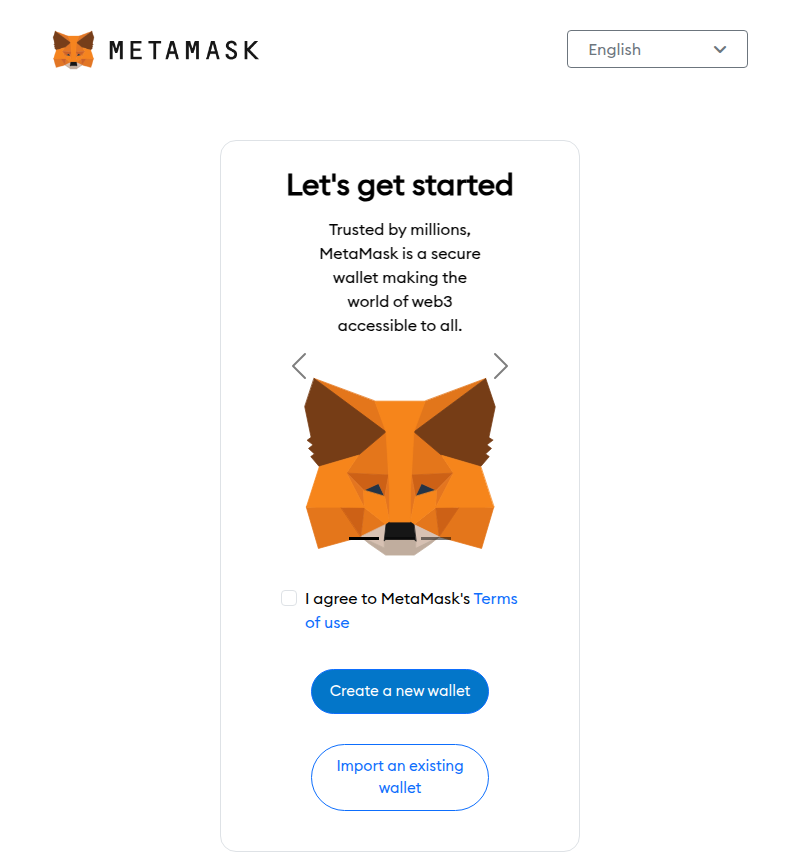 METAMASK
English
Let's get started
Trusted by millions,
MetaMask is a secure
wallet making the
world of web3
accessible to all.
I agree to MetaMask's Terms
of use
Create a new wallet
Import an existing
wallet